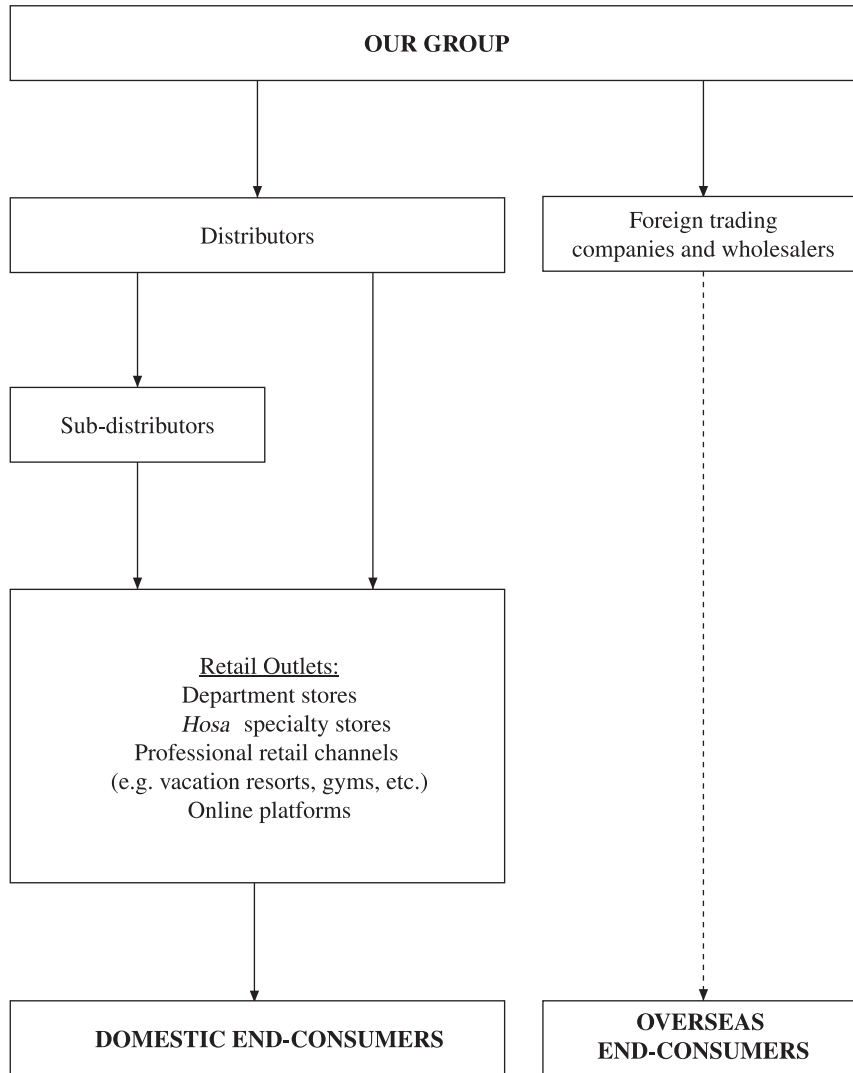 OUR GROUP
Distributors
Foreign trading
companies and wholesalers
Sub-distributors
Retail Outlets:
Department stores
Hosa specialty stores
Professional retail channels
(e.g. vacation resorts, gyms, etc.)
Online platforms
DOMESTIC END-CONSUMERS
OVERSEAS
END-CONSUMERS